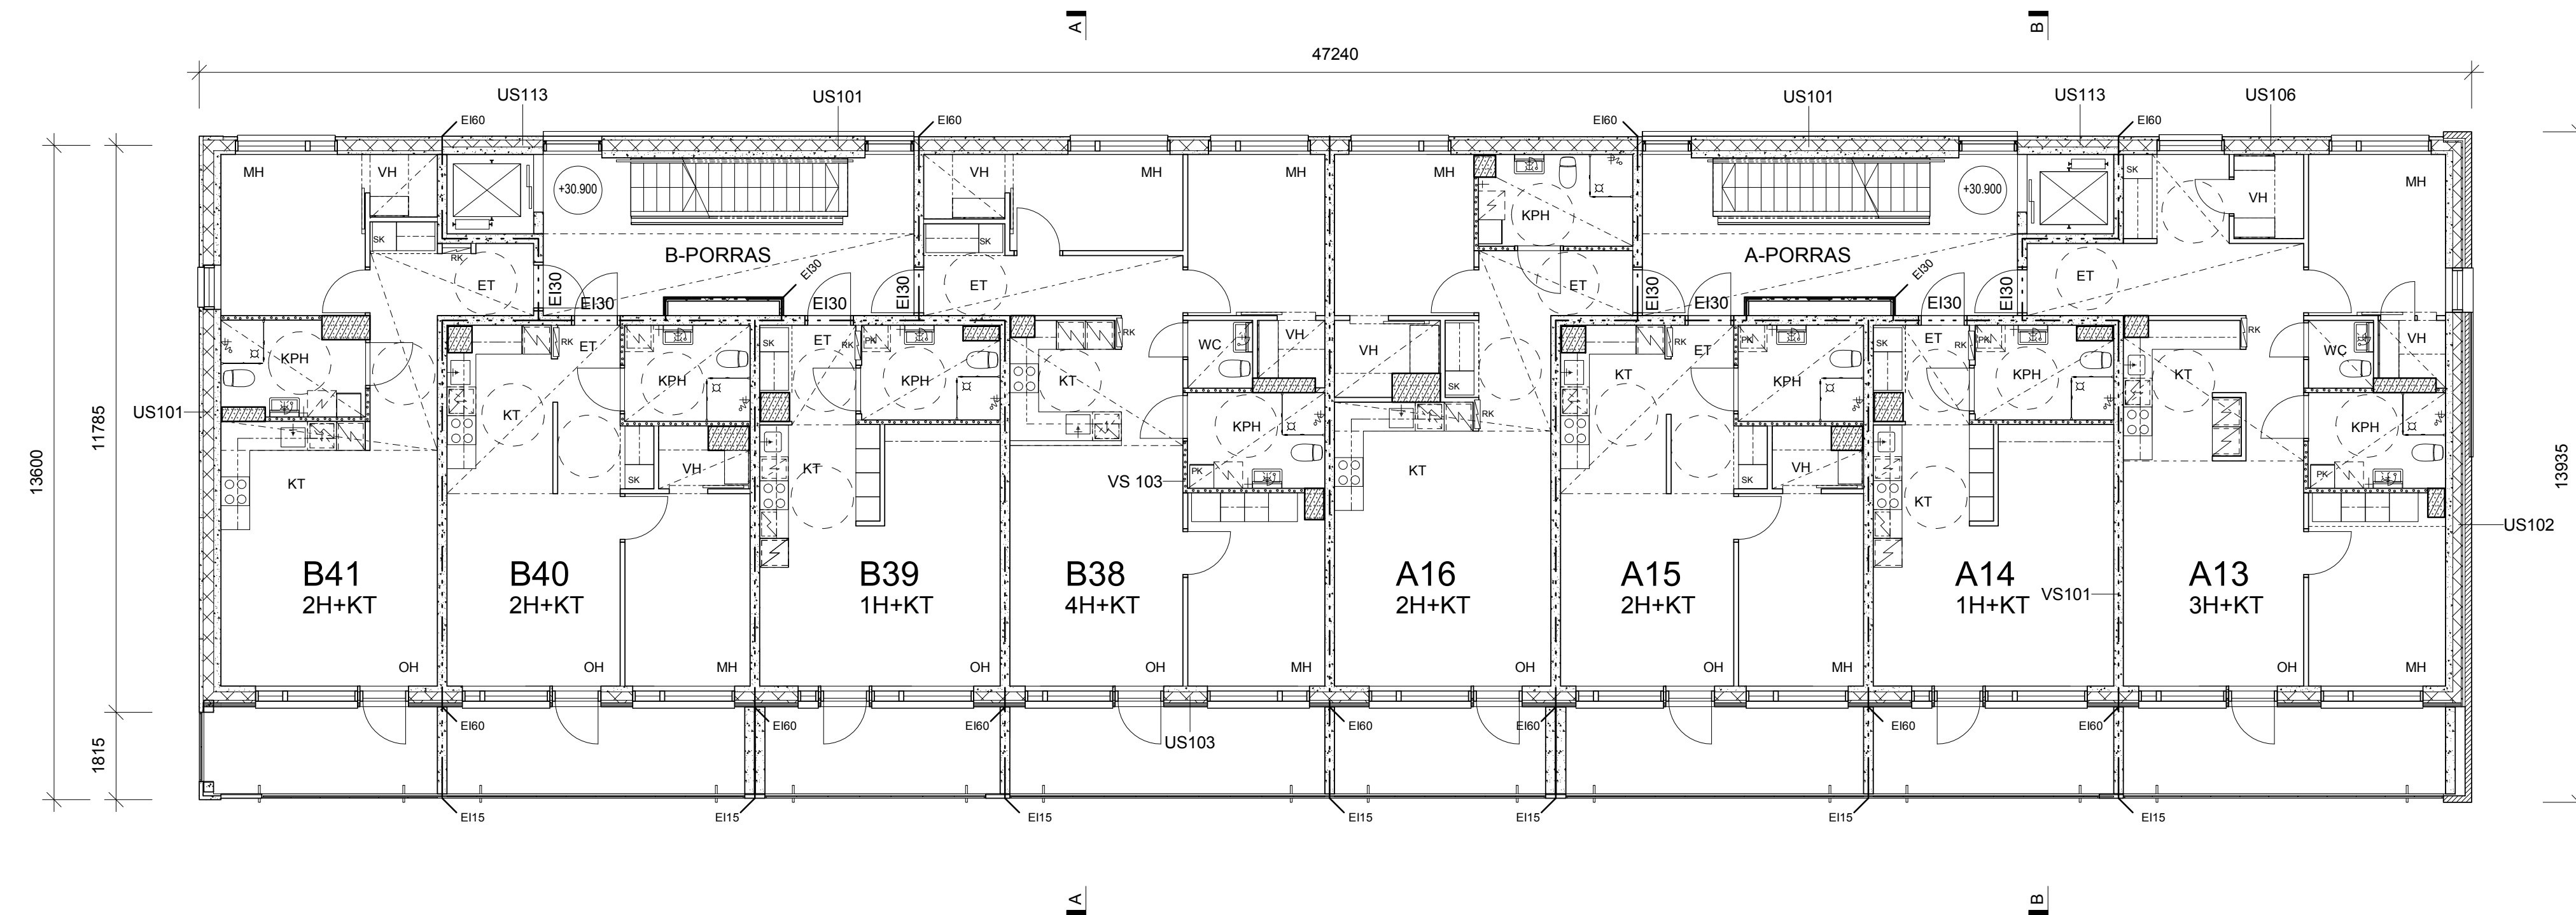 A
B
47240
US113
US101
US101
US113
US106
EI60
EI60
EI60
EI60
MH
VH
+30.900
VH
MH
MH
MH
KPH
+30.900
SK
VH
MH
SK
RK
ET
B-PORRAS
EI30
SK
ET
ET
A-PORRAS
EI30
ET
EI30
EI30
EI30
EI30
EI30
EI30
EI30
EI30
US101
11785
13600
1815
KPH
KT
RK
ET
KPH
SK
ET
RK
PK
KPH
KT
RK
WC
VH
VH
SK
RK
KT
RK
ET
PK
KPH
SK
ET
RK
PK
KPH
KT
RK
WC
VH
KT
KT
SK
VH
KT
VS 103
KPH
PK
KT
SK
VH
KT
KPH
PK
13935
US102
B41
2H+KT
B40
2H+KT
B39
1H+KT
B38
4H+KT
A16
2H+KT
A15
2H+KT
A14
1H+KT
VS101
A13
3H+KT
OH
OH
MH
OH
OH
MH
OH
OH
MH
OH
MH
EI60
EI60
EI60
US103
EI60
EI60
EI60
EI60
EI15
EI15
EI15
EI15
EI15
EI15
EI15
A
B